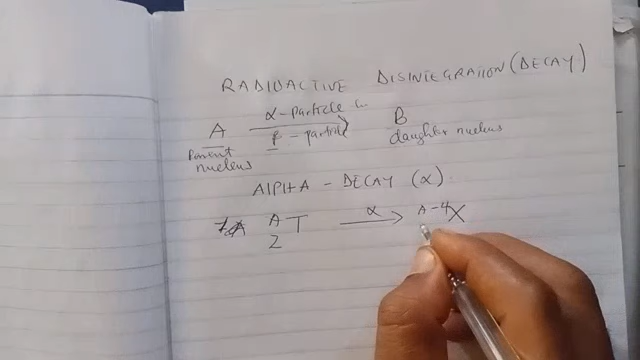 RADIOACTIVE DISINTEGRATION (DECAY)
α-particle
A B
β-particle
Parent daughter nucleus
nucleus
AlPHA - DECAY (α)
A T α A-4 X
Z